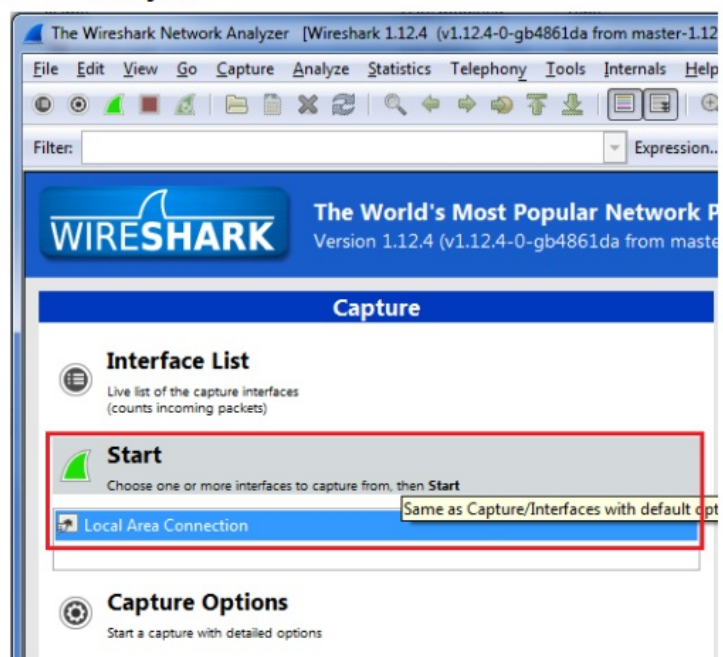 The Wireshark Network Analyzer [Wireshark 1.12.4 (v1.12.4-0-gb4861da from master-1.12
File Edit View Go Capture Analyze Statistics Telephony Tools Internals Help
Filter: Expression..
WIRESHARK
The World's Most Popular Network P
Version 1.12.4 (v1.12.4-0-gb4861da from maste
Capture
Interface List
Live list of the capture interfaces
(counts incoming packets)
Start
Choose one or more interfaces to capture from, then Start
Same as Capture/Interfaces with default opt
Local Area Connection
Capture Options
Start a capture with detailed options